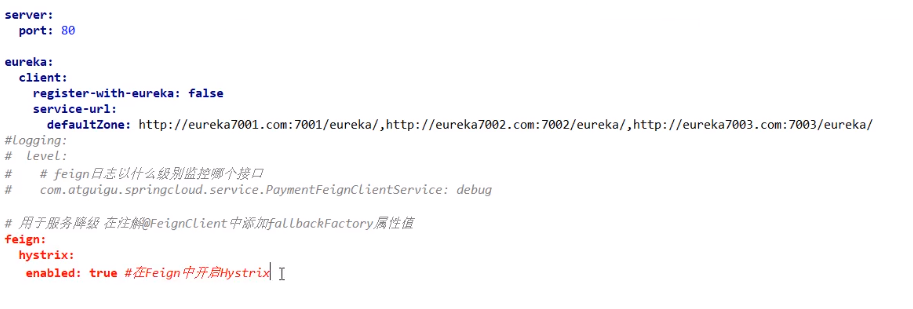 server:
  port: 80
eureka:
  client:
    register-with-eureka: false
    service-url:
      defaultZone: http://eureka7001.com:7001/eureka/,http://eureka7002.com:7002/eureka/,http://eureka7003.com:7003/eureka/
#logging:
#  level:
#    # feign日志以什么级别监控哪个接口
#    com.atguigu.springcloud.service.PaymentFeignClientService: debug
# 用于服务降级 在注解@FeignClient中添加fallbackFactory属性值
feign:
  hystrix:
   enabled: true #在Feign中开启Hystrix